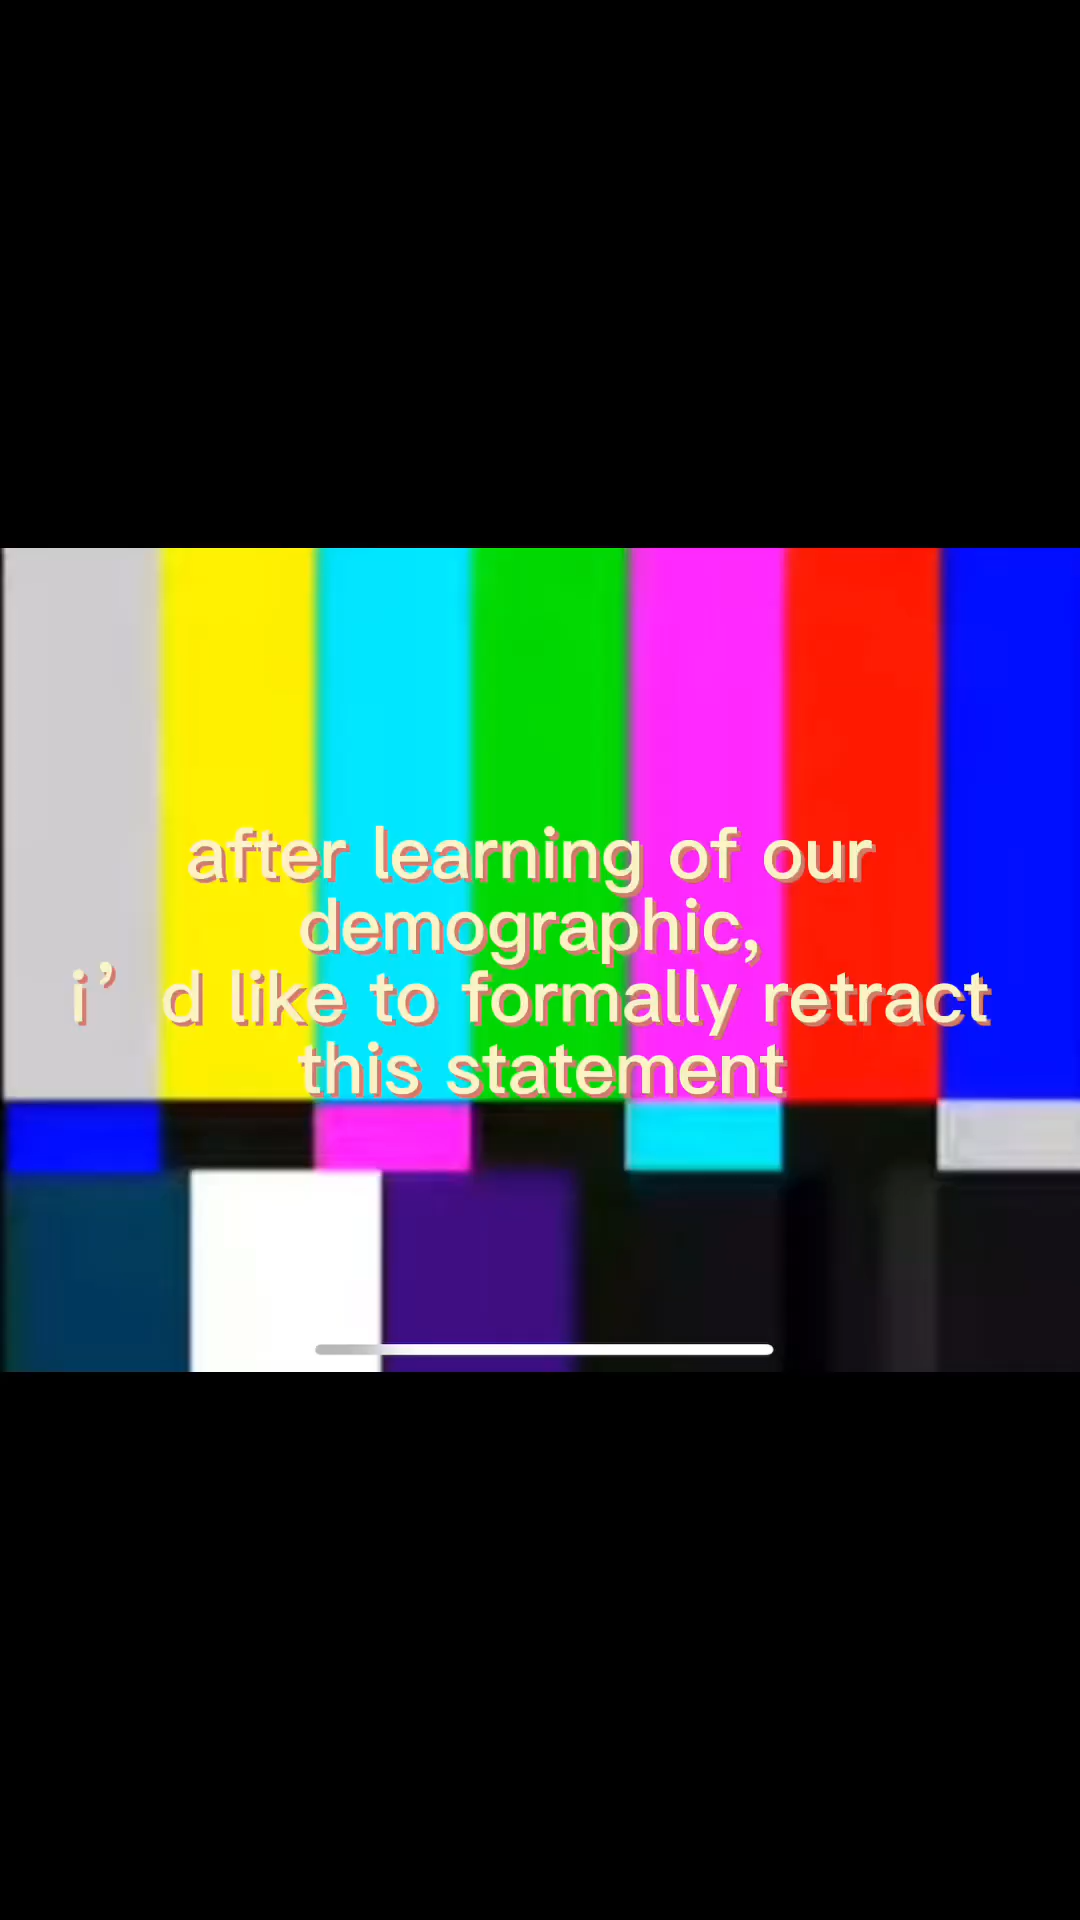 after learning of our
demographic,
i’d like to formally retract
this statement